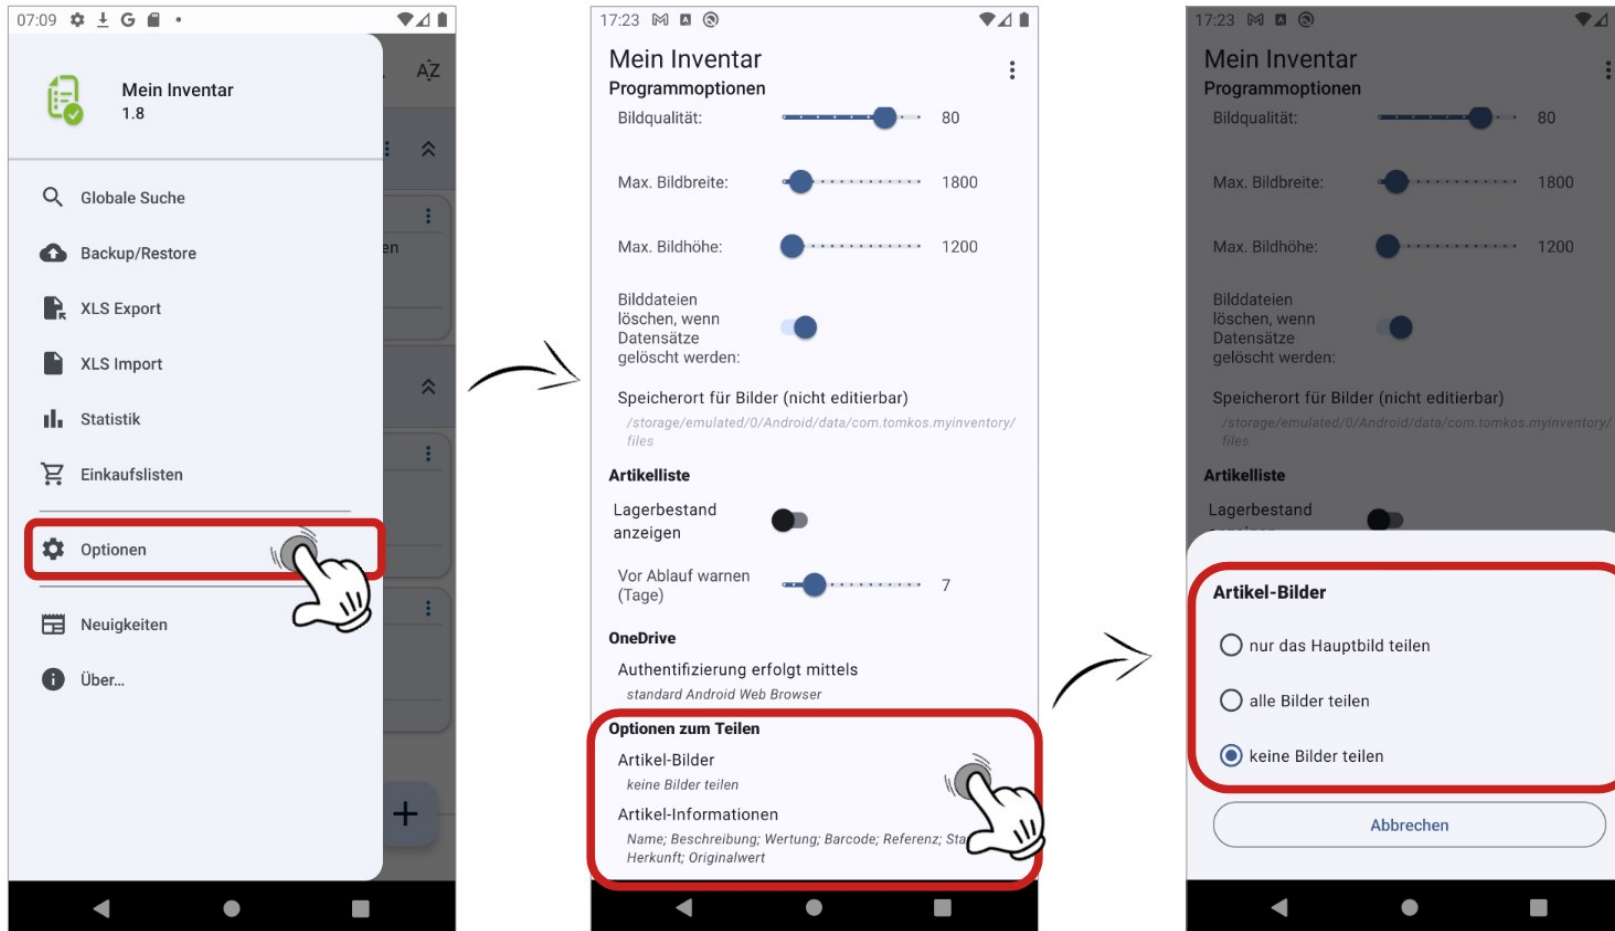 07:09
AZ
Mein Inventar
1.8
Globale Suche
Backup/Restore
en
XLS Export
XLS Import
Statistik
Einkaufslisten
Optionen
Neuigkeiten
Über...
17:23
Mein Inventar
Programmoptionen
Bildqualität: 80
Max. Bildbreite: 1800
Max. Bildhöhe: 1200
Bilddateien
löschen, wenn
Datensätze
gelöscht werden:
Speicherort für Bilder (nicht editierbar)
/storage/emulated/0/Android/data/com.tomkos.myinventory/
files
Artikelliste
Lagerbestand
anzeigen
Vor Ablauf warnen
(Tage) 7
OneDrive
Authentifizierung erfolgt mittels
standard Android Web Browser
Optionen zum Teilen
Artikel-Bilder
keine Bilder teilen
Artikel-Informationen
Name; Beschreibung; Wertung; Barcode; Referenz; Sta
Herkunft; Originalwert
17:23
Mein Inventar
Programmoptionen
Bildqualität: 80
Max. Bildbreite: 1800
Max. Bildhöhe: 1200
Bilddateien
löschen, wenn
Datensätze
gelöscht werden:
Speicherort für Bilder (nicht editierbar)
/storage/emulated/0/Android/data/com.tomkos.myinventory/
files
Artikelliste
Lagerbestand
Artikel-Bilder
nur das Hauptbild teilen
alle Bilder teilen
keine Bilder teilen
Abbrechen